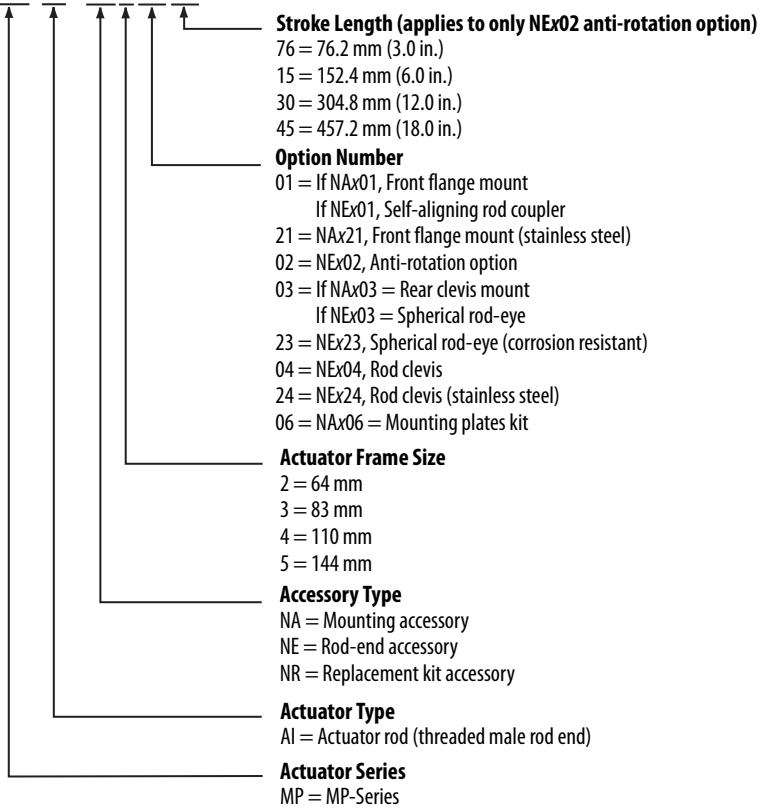 Stroke Length (applies to only NEx02 anti-rotation option)
76 = 76.2 mm (3.0 in.)
15 = 152.4 mm (6.0 in.)
30 = 304.8 mm (12.0 in.)
45 = 457.2 mm (18.0 in.)
Option Number
01 = If NAx01, Front flange mount
If NEx01, Self-aligning rod coupler
21 = NAx21, Front flange mount (stainless steel)
02 = NEx02, Anti-rotation option
03 = If NAx03 = Rear clevis mount
If NEx03 = Spherical rod-eye
23 = NEx23, Spherical rod-eye (corrosion resistant)
04 = NEx04, Rod clevis
24 = NEx24, Rod clevis (stainless steel)
06 = NAx06 = Mounting plates kit
Actuator Frame Size
2 = 64 mm
3 = 83 mm
4 = 110 mm
5 = 144 mm
Accessory Type
NA = Mounting accessory
NE = Rod-end accessory
NR = Replacement kit accessory
Actuator Type
AI = Actuator rod (threaded male rod end)
Actuator Series
MP = MP-Series